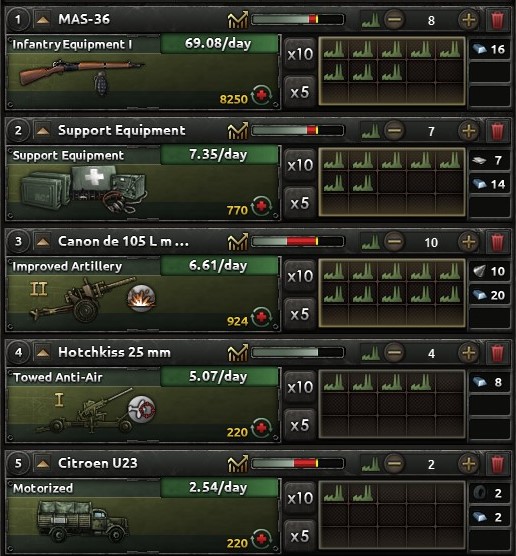 1 MAS-36 8
Infantry Equipment I 69.08/day x10 16
8250 x5
2 Support Equipment 7
Support Equipment 7.35/day x10 7
770 x5 14
3 Canon de 105 L m ... 10
Improved Artillery 6.61/day x10 10
II
924 x5 20
4 Hotchkiss 25 mm 4
Towed Anti-Air 5.07/day x10 8
I
220 x5
5 Citroen U23 2
Motorized 2.54/day x10 2
220 x5 2